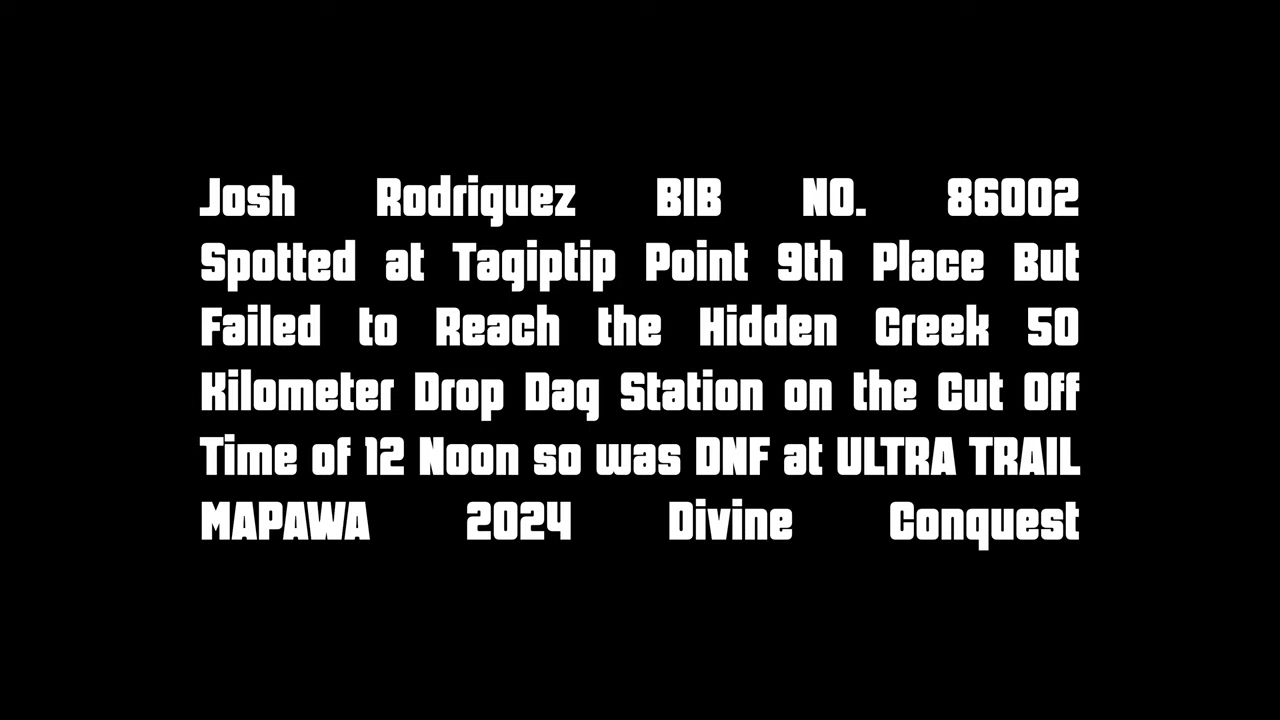 Josh Rodriguez BIB NO. 86002
Spotted at Tagiptip Point 9th Place But
Failed to Reach the Hidden Creek 50
Kilometer Drop Dag Station on the Cut Off
Time of 12 Noon so was DNF at ULTRA TRAIL
MAPAWA 2024 Divine Conquest